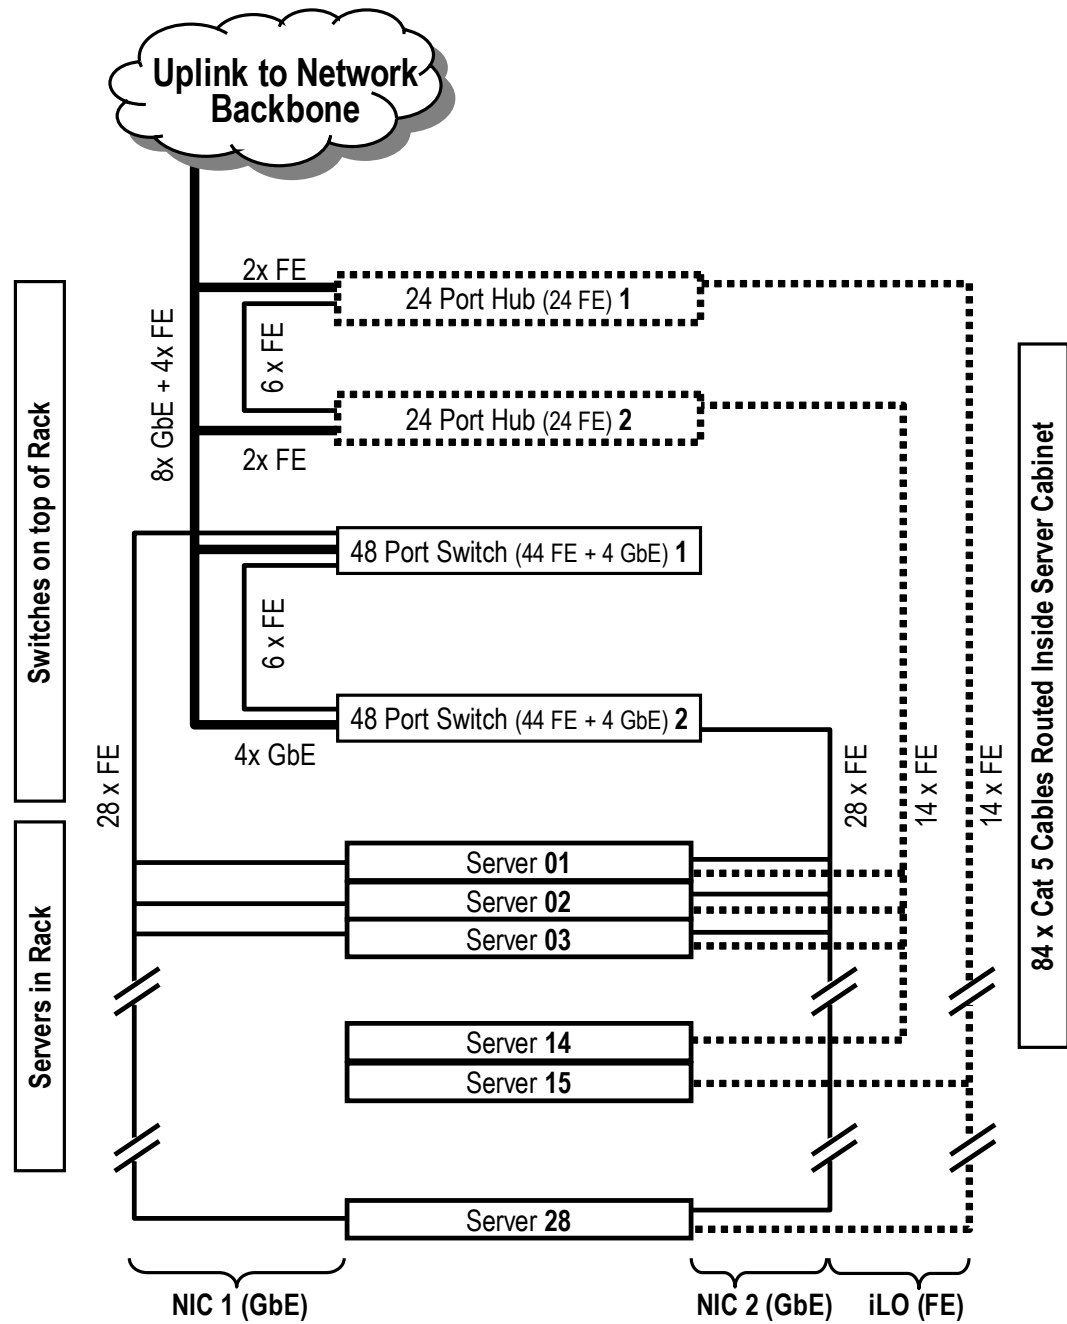 Uplink to Network
Backbone
2x FE
24 Port Hub (24 FE) 1
6 x FE
8x GbE + 4x FE
24 Port Hub (24 FE) 2
2x FE
Switches on top of Rack
48 Port Switch (44 FE + 4 GbE) 1
6 x FE
48 Port Switch (44 FE + 4 GbE) 2
4x GbE
28 x FE
28 x FE
14 x FE
14 x FE
84 x Cat 5 Cables Routed Inside Server Cabinet
Servers in Rack
Server 01
Server 02
Server 03
Server 14
Server 15
Server 28
NIC 1 (GbE)
NIC 2 (GbE)
iLO (FE)